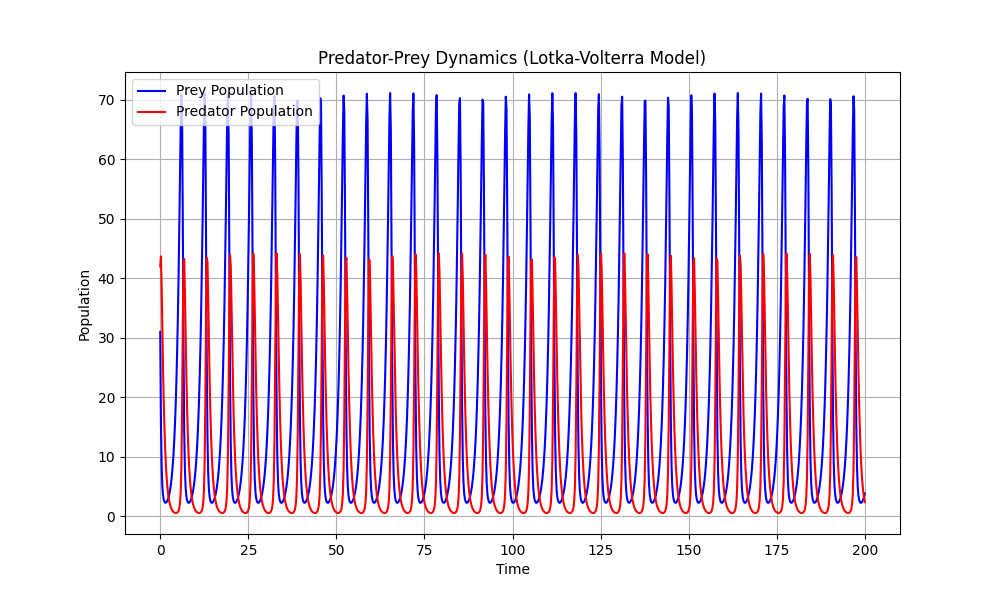 Predator-Prey Dynamics (Lotka-Volterra Model)
Prey Population
Predator Population
Population
70
60
50
40
30
20
10
0
0 25 50 75 100 125 150 175 200
Time